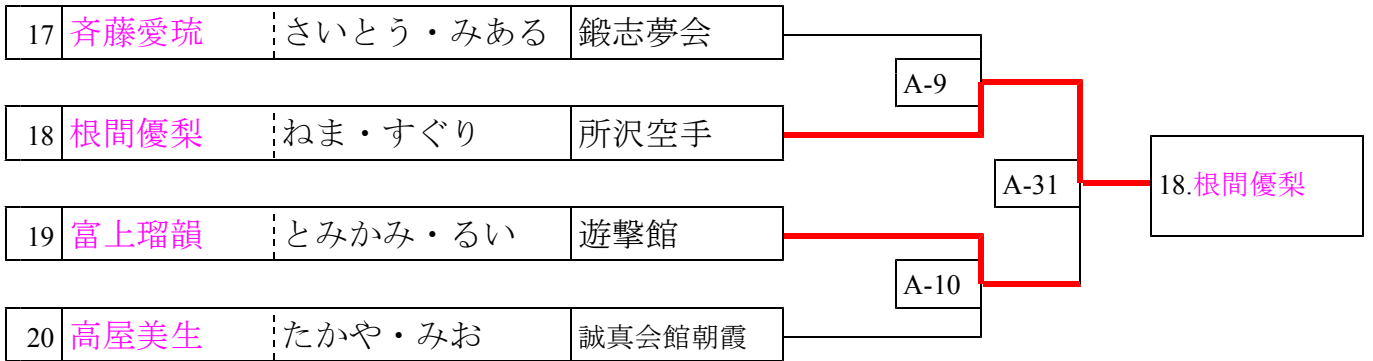 17 斉藤愛琉 さいとう・みある 鍛志夢会
A-9
18 根間優梨 ねま・すぐり 所沢空手
A-31 18.根間優梨
19 富上瑠韻 とみかみ・るい 遊撃館
A-10
20 高屋美生 たかや・みお 誠真会館朝霞